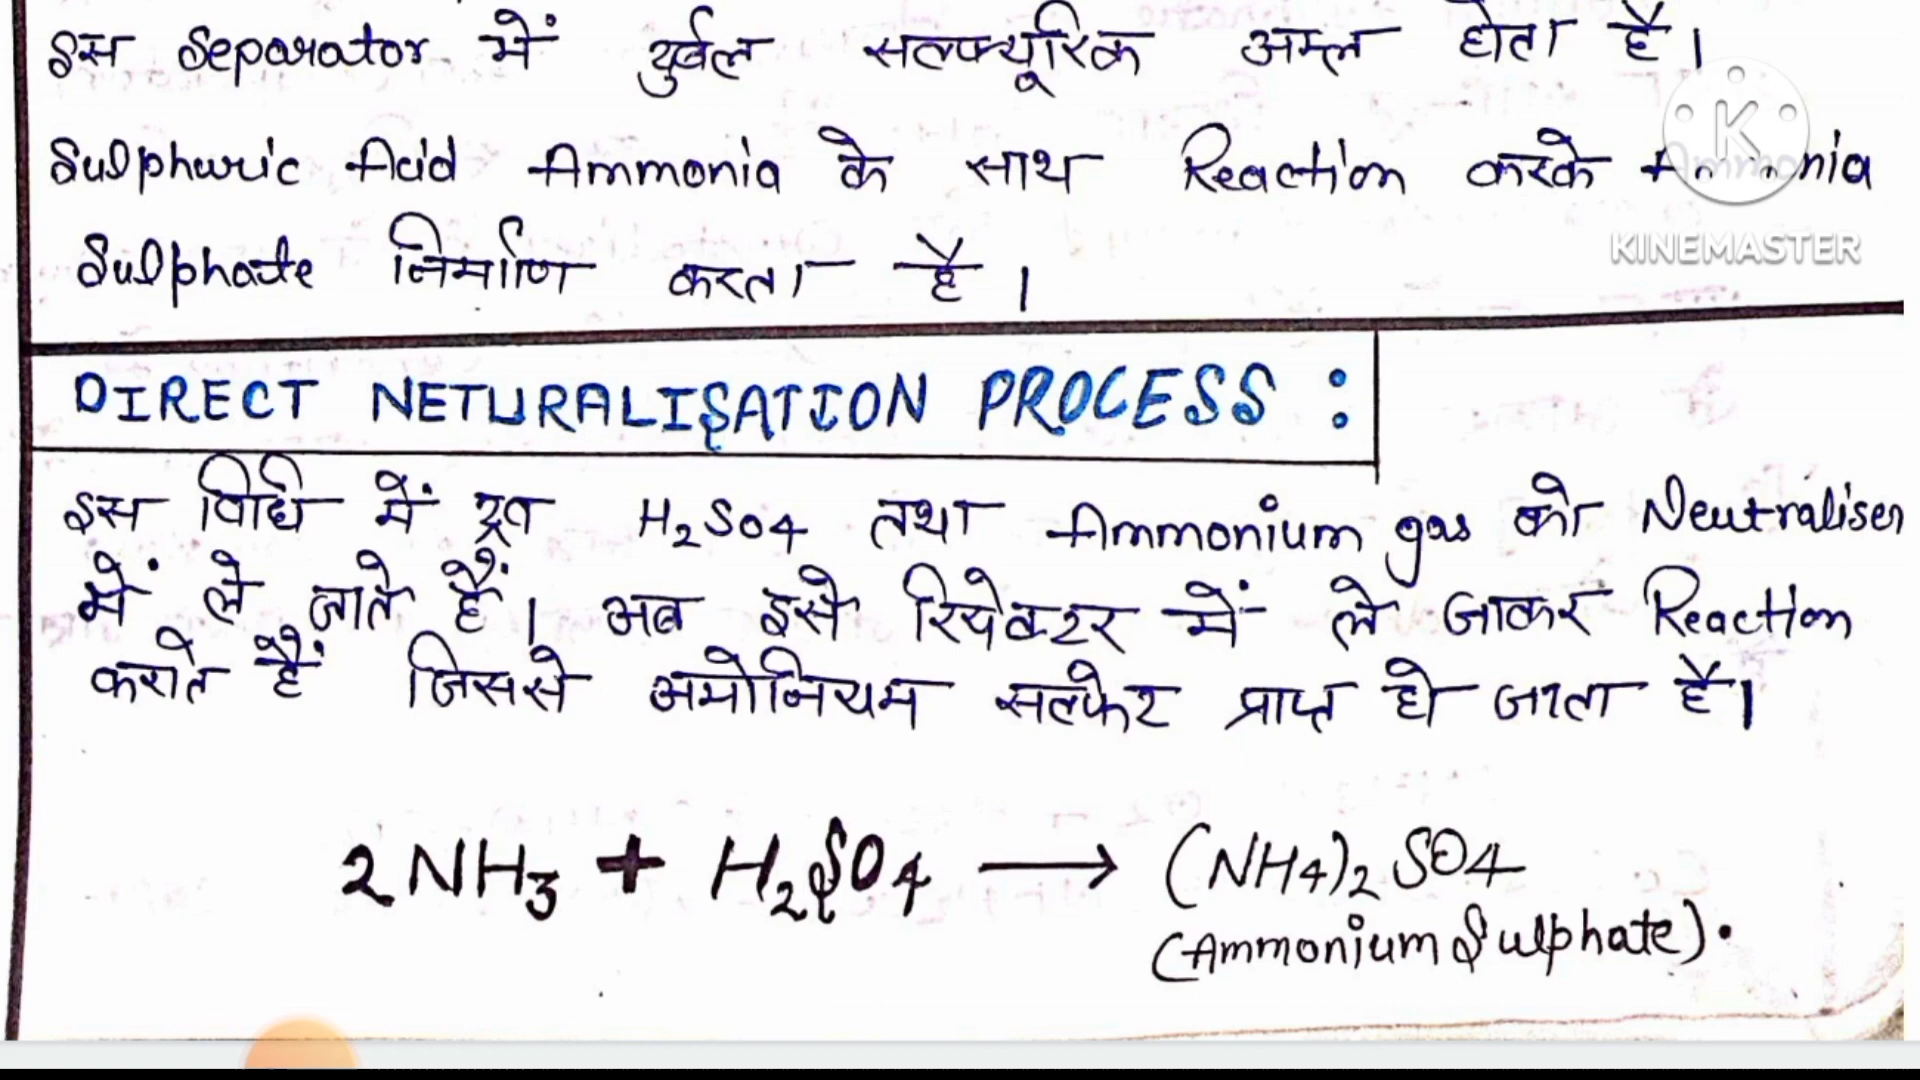 इस Separator में दुर्बल सल्फ्यूरिक अम्ल होता है।
Sulphuric Acid Ammonia के साथ Reaction करके Ammonia
KINEMASTER
Sulphate निर्माण करता है।
DIRECT NETURALISATION PROCESS :
इस विधि में द्रव H2SO4 तथा Ammonium gas को Neutraliser
में ले जाते हैं। अब इसे रियेक्टर में ले जाकर Reaction
कराते हैं जिससे अमोनियम सल्फेट प्राप्त हो जाता है।
2NH3 + H2SO4 ⟶ (NH4)2SO4
(Ammonium Sulphate).